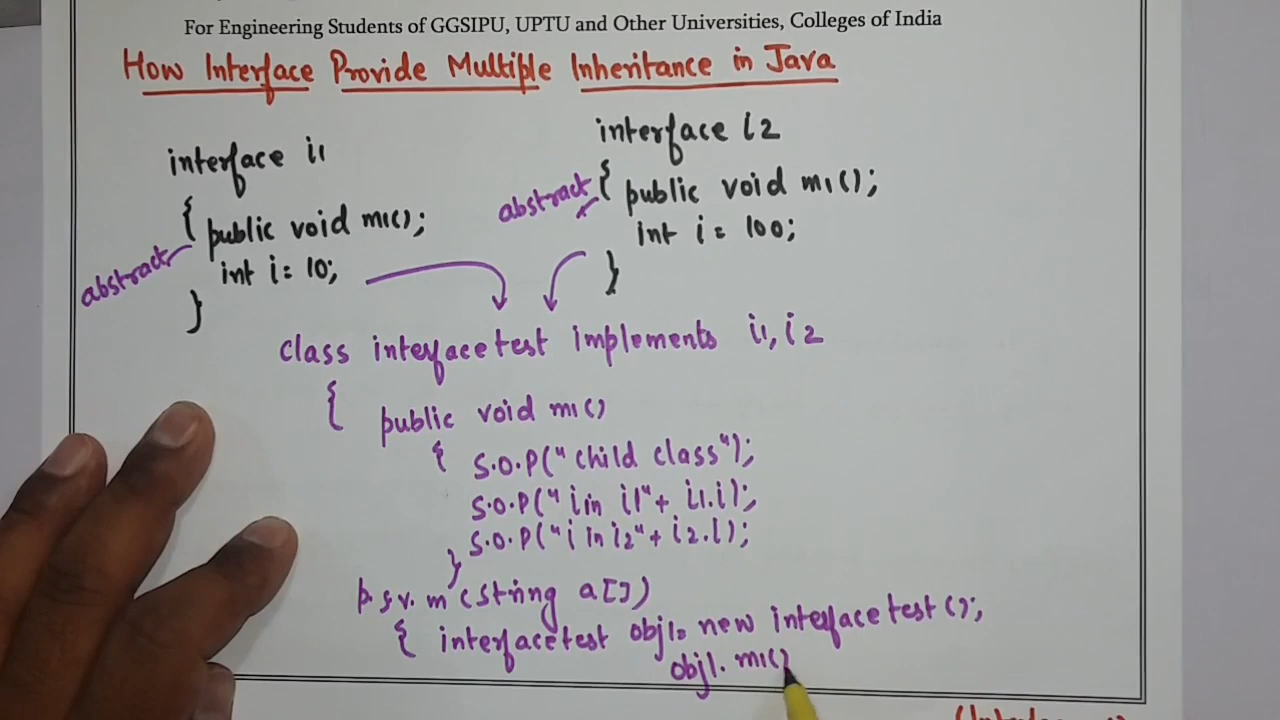 For Engineering Students of GGSIPU, UPTU and Other Universities, Colleges of India
How Interface Provide Multiple Inheritance in Java
interface i1
{ public void m1();
abstract
int i = 10;
}
interface i2
abstract
{ public void m1();
int i = 100;
}
class interfacetest implements i1, i2
{ public void m1()
{ S.O.P("child class");
S.O.P("i in i1"+ i1.i);
S.O.P("i in i2"+ i2.i);
}
p.s.v.m (string a[])
{ interfacetest obj1= new interfacetest();
obj1.m1()